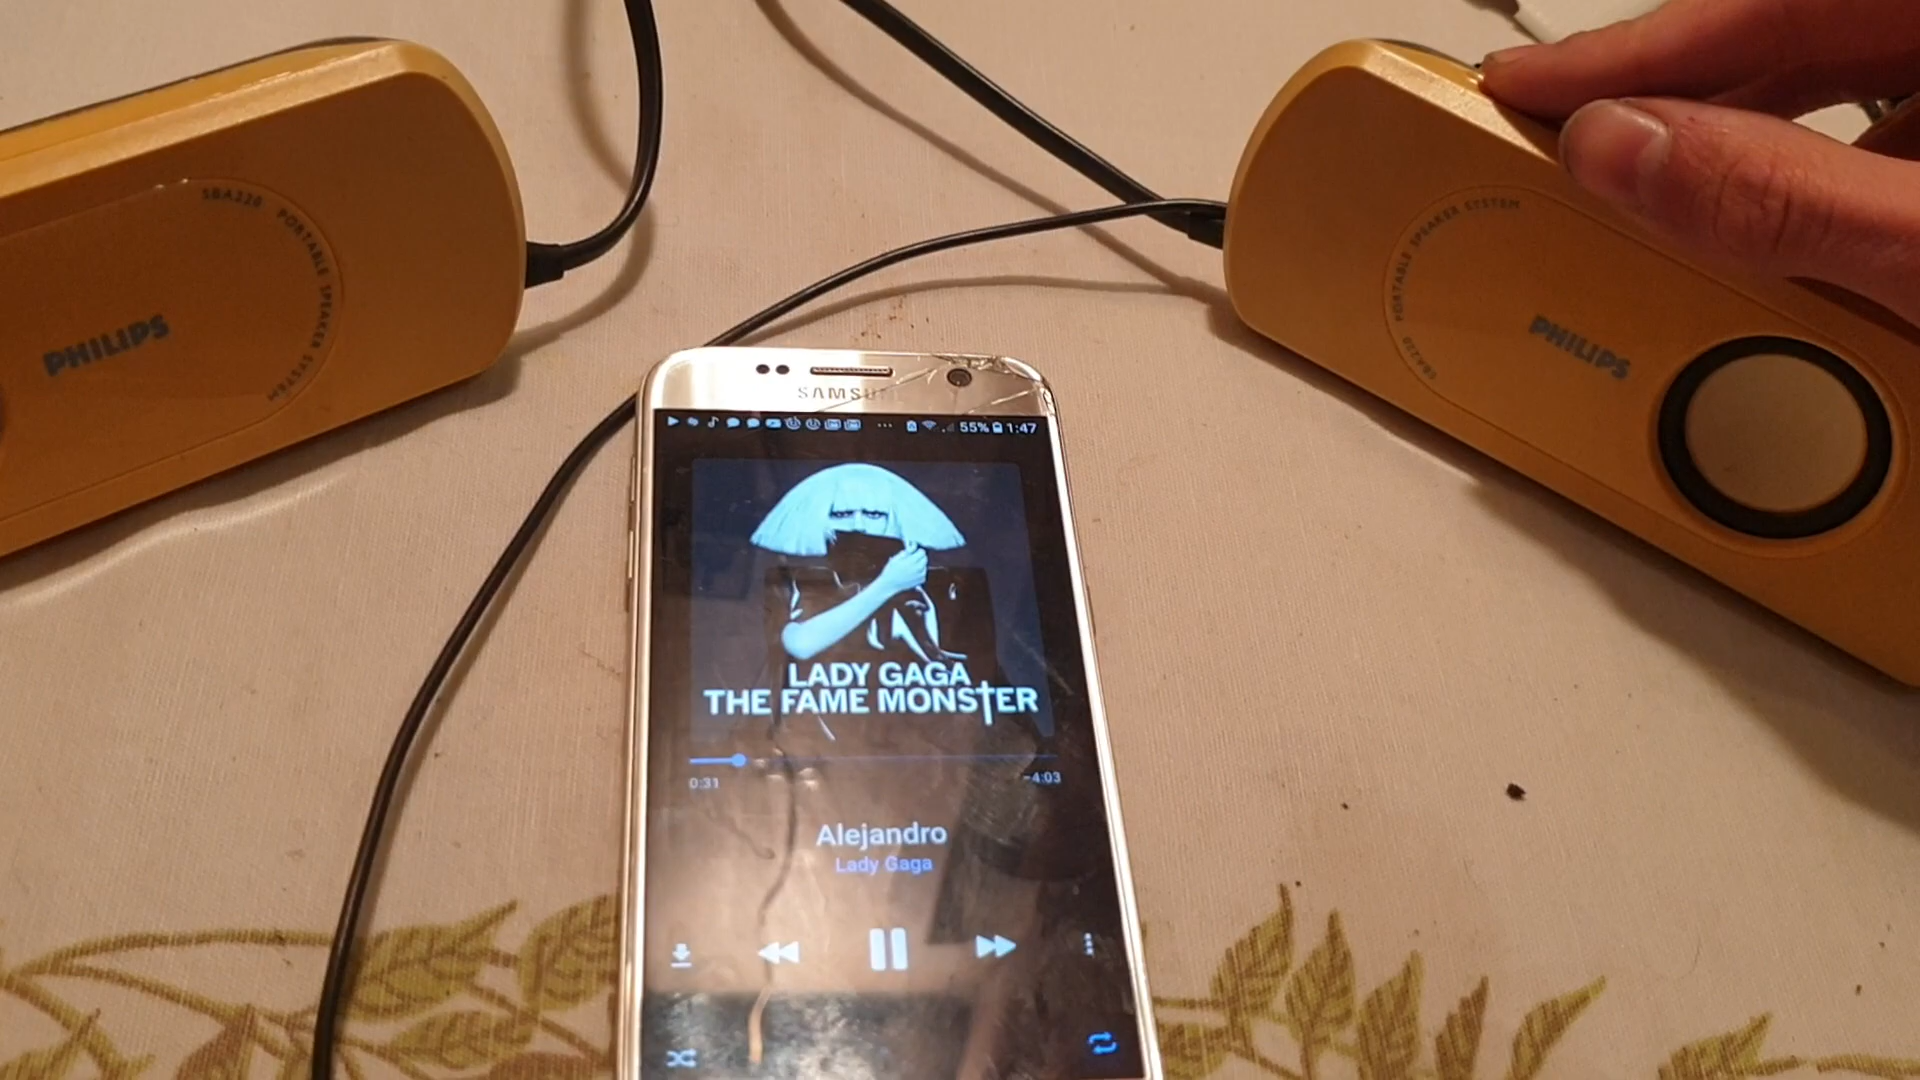 SBA220 PORTABLE SPEAKER SYSTEM
PHILIPS
SBA220 PORTABLE SPEAKER SYSTEM
PHILIPS
SAMSUNG
55% 1:47
LADY GAGA
THE FAME MONSTER
0:31
-4:03
Alejandro
Lady Gaga